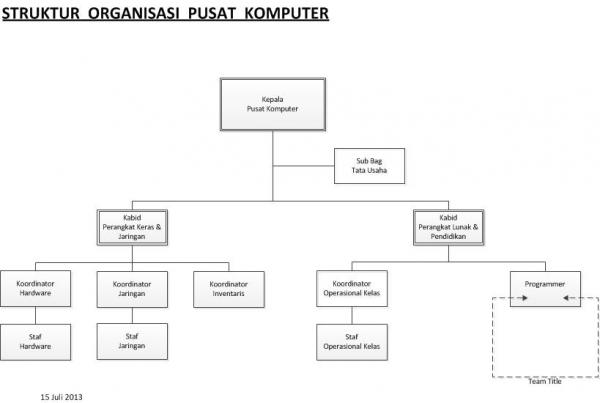 STRUKTUR ORGANISASI PUSAT KOMPUTER
Kepala
Pusat Komputer
Sub Bag
Tata Usaha
Kabid
Perangkat Keras &
Jaringan
Kabid
Perangkat Lunak &
Pendidikan
Koordinator
Hardware
Koordinator
Jaringan
Koordinator
Inventaris
Koordinator
Operasional Kelas
Programmer
Staf
Hardware
Staf
Jaringan
Staf
Operasional Kelas
Team Title
15 Juli 2013